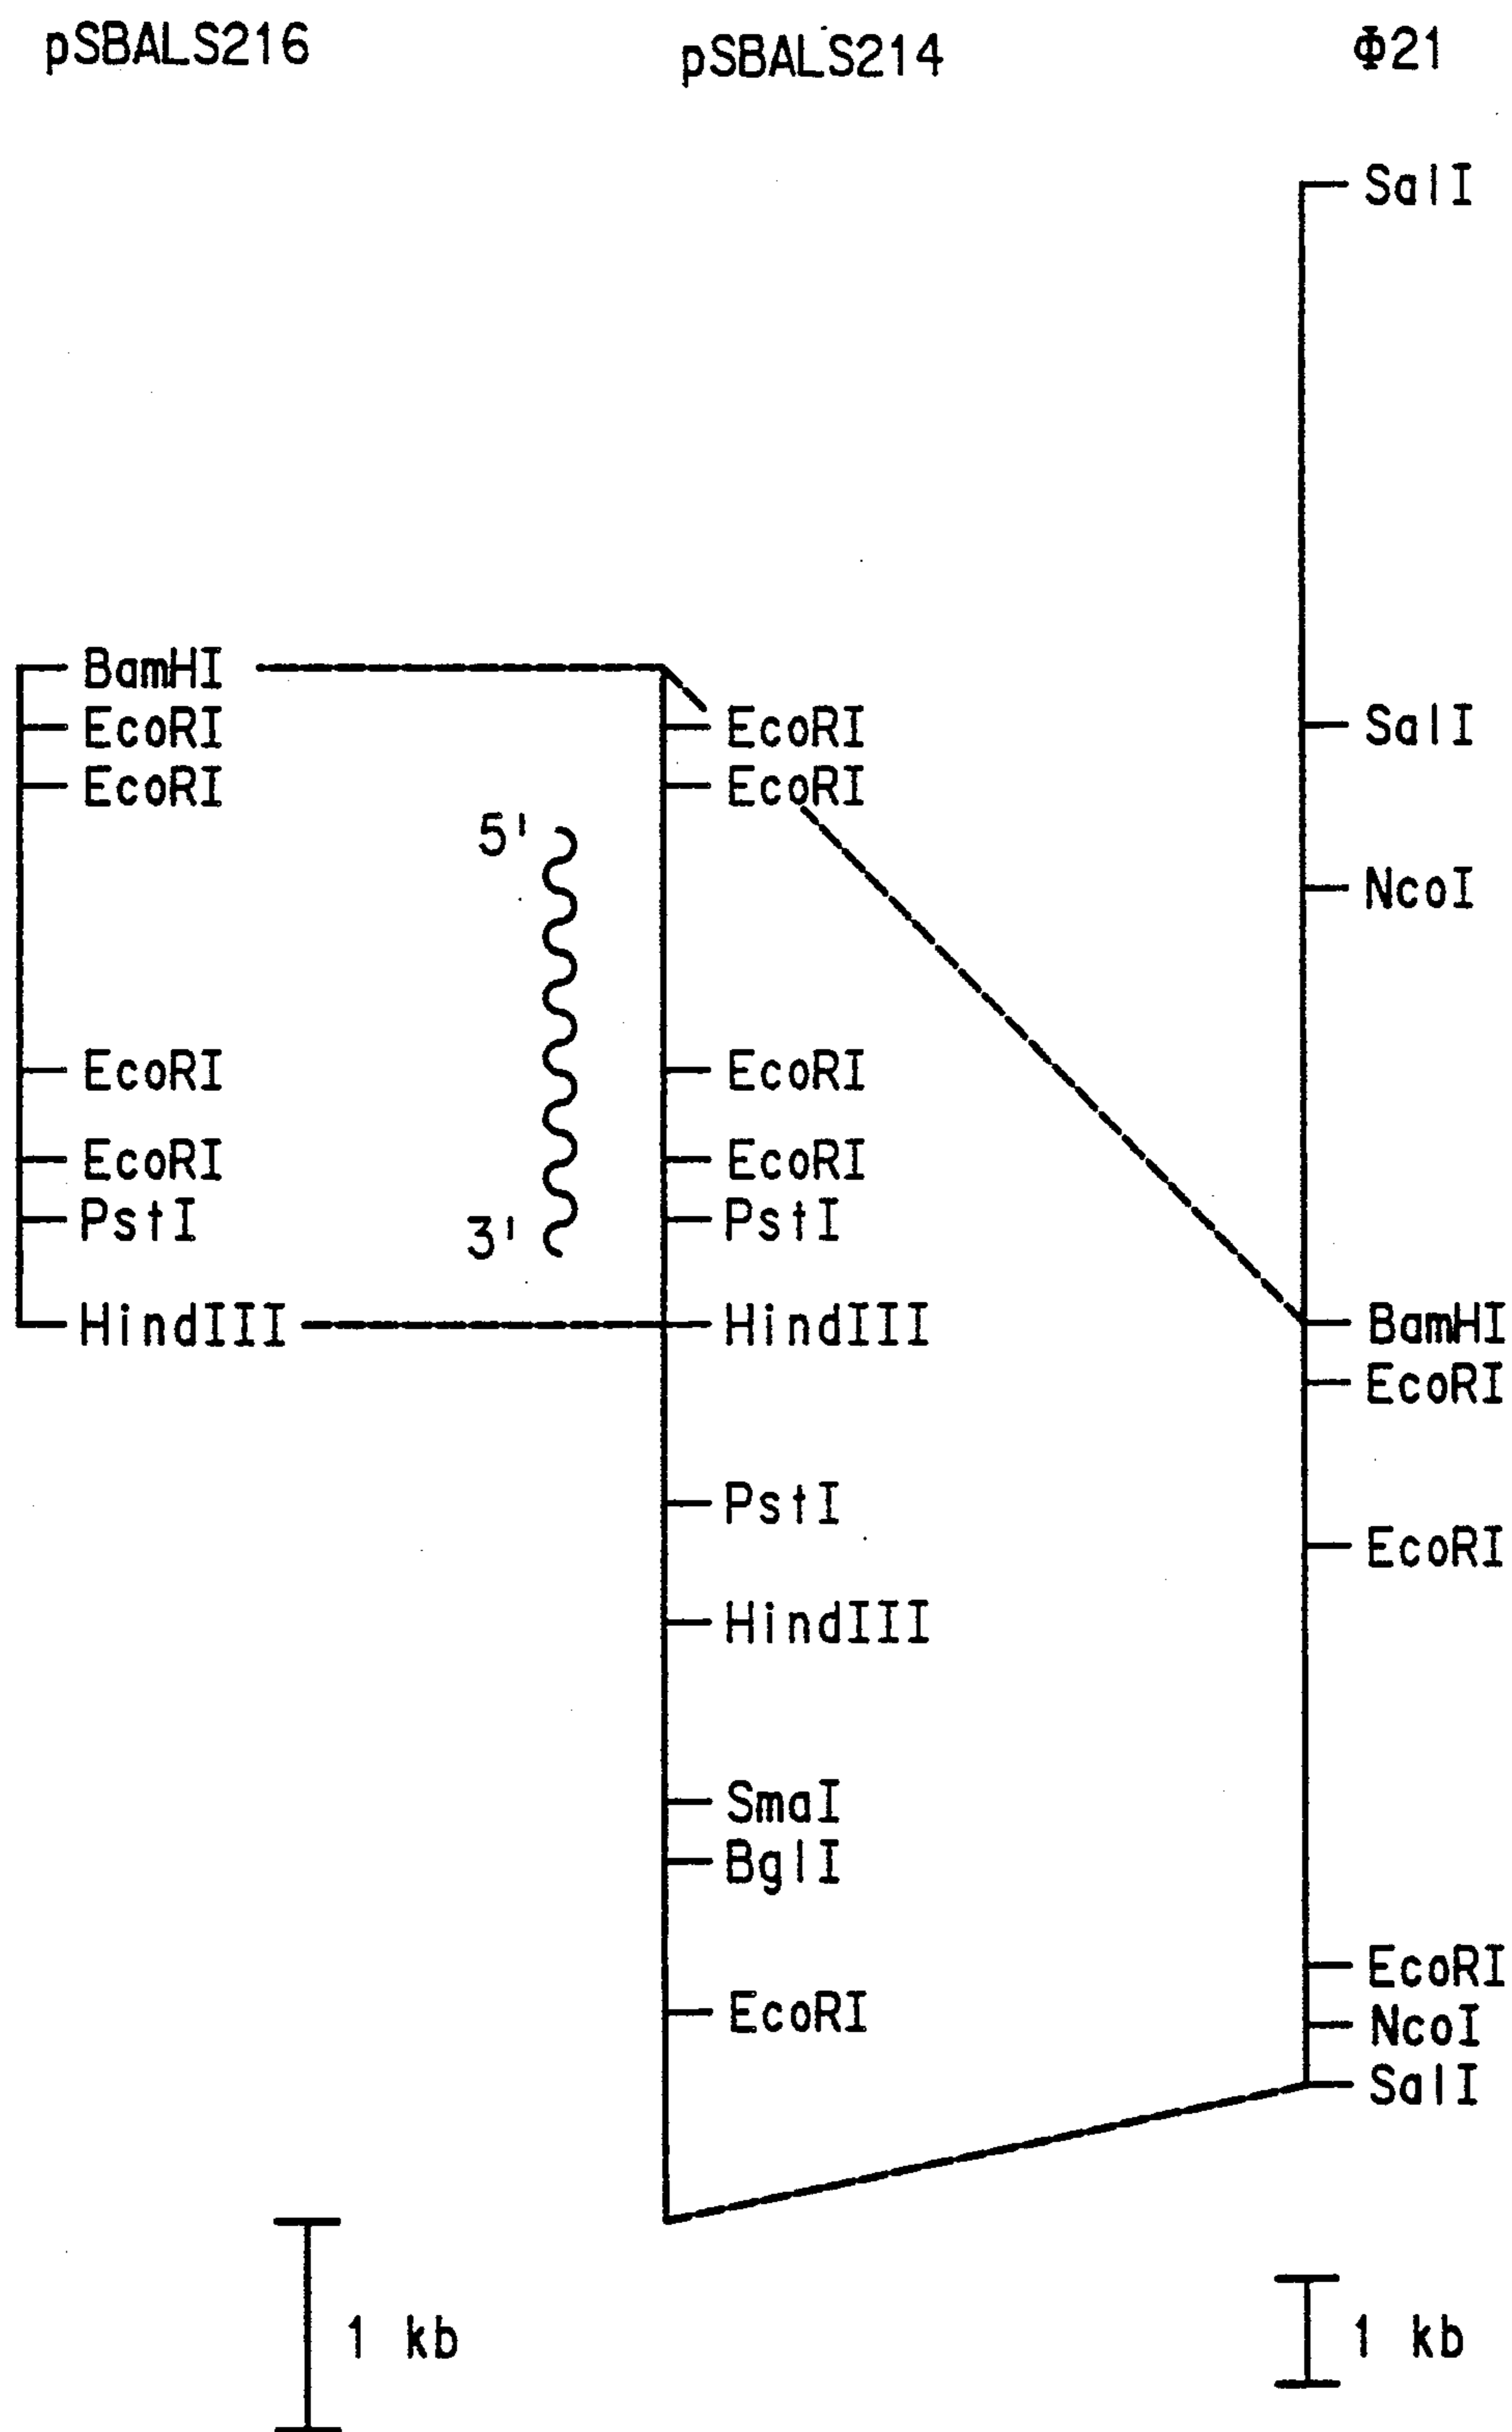 pSBALS216
pSBALS214
Φ21
BamHI
EcoRI
EcoRI
EcoRI
EcoRI
PstI
HindIII
5'
3'
EcoRI
EcoRI
EcoRI
EcoRI
PstI
HindIII
PstI
HindIII
SmaI
BglI
EcoRI
SalI
SalI
NcoI
BamHI
EcoRI
EcoRI
EcoRI
NcoI
SalI
1 kb
1 kb